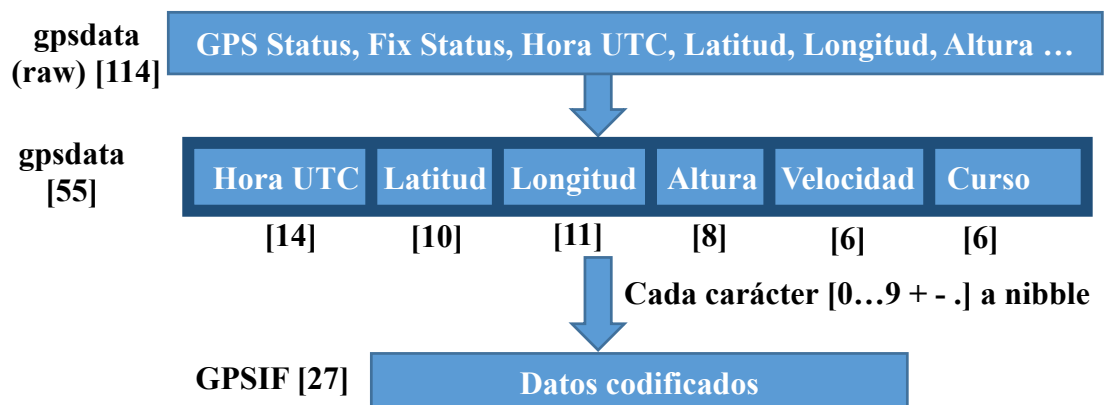 gpsdata
(raw) [114]
GPS Status, Fix Status, Hora UTC, Latitud, Longitud, Altura ...
gpsdata
[55]
Hora UTC Latitud Longitud Altura Velocidad Curso
[14] [10] [11] [8] [6] [6]
Cada carácter [0...9 + - .] a nibble
GPSIF [27]
Datos codificados